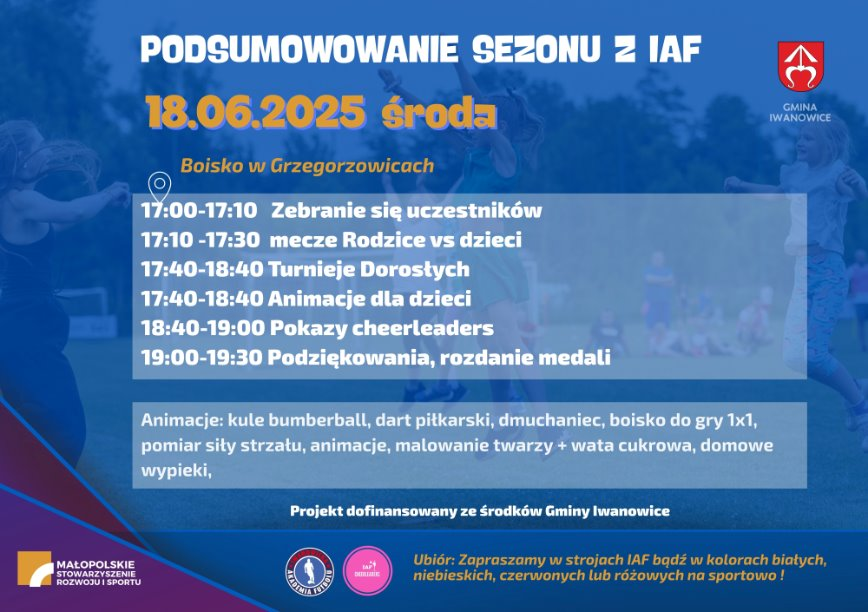 PODSUMOWOWANIE SEZONU Z IAF
18.06.2025 środa
GMINA
IWANOWICE
Boisko w Grzegorzowicach
17:00-17:10 Zebranie się uczestników
17:10 -17:30 mecze Rodzice vs dzieci
17:40-18:40 Turnieje Dorosłych
17:40-18:40 Animacje dla dzieci
18:40-19:00 Pokazy cheerleaders
19:00-19:30 Podziękowania, rozdanie medali
Animacje: kule bumberball, dart piłkarski, dmuchaniec, boisko do gry 1x1,
pomiar siły strzału, animacje, malowanie twarzy + wata cukrowa, domowe
wypieki,
Projekt dofinansowany ze środków Gminy Iwanowice
MAŁOPOLSKIE
STOWARZYSZENIE
ROZWOJU I SPORTU
AKADEMIA FUTBOLU
IAF
CHEERLEADERS
Ubiór: Zapraszamy w strojach IAF bądź w kolorach białych,
niebieskich, czerwonych lub różowych na sportowo !